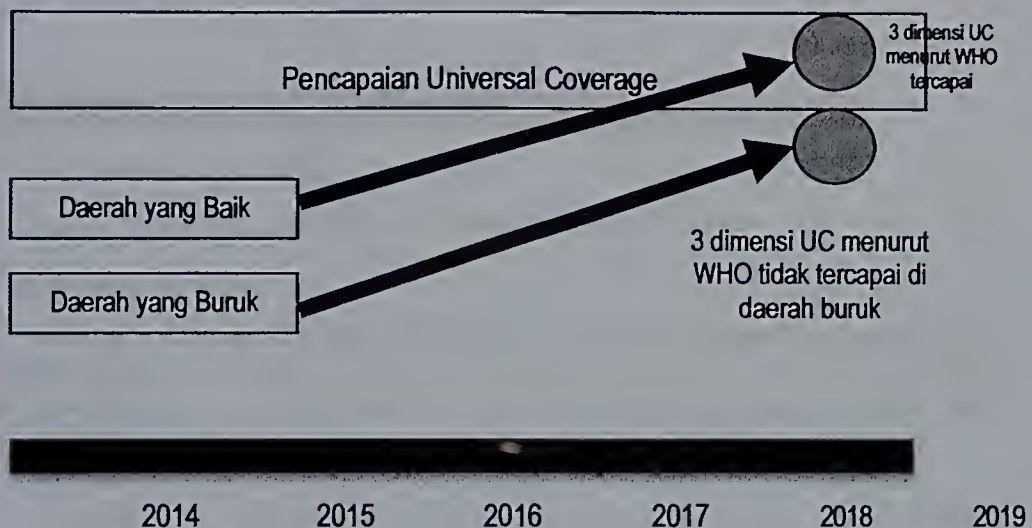 3 dimensi UC
menurut WHO
tercapai
Pencapaian Universal Coverage
Daerah yang Baik
Daerah yang Buruk
3 dimensi UC menurut
WHO tidak tercapai di
daerah buruk
2014 2015 2016 2017 2018 2019